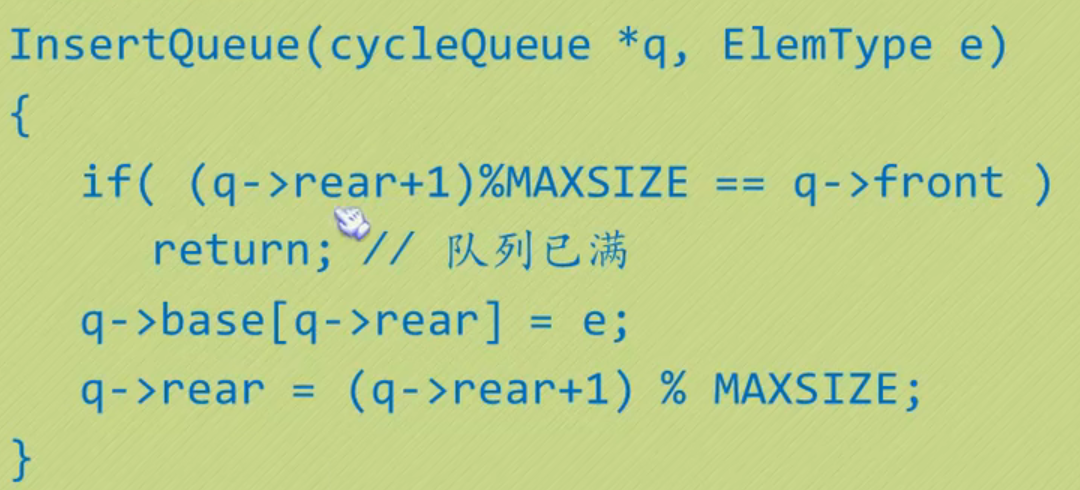 InsertQueue(cycleQueue *q, ElemType e)
{
if( (q->rear+1)%MAXSIZE == q->front )
return; // 队列已满
q->base[q->rear] = e;
q->rear = (q->rear+1) % MAXSIZE;
}